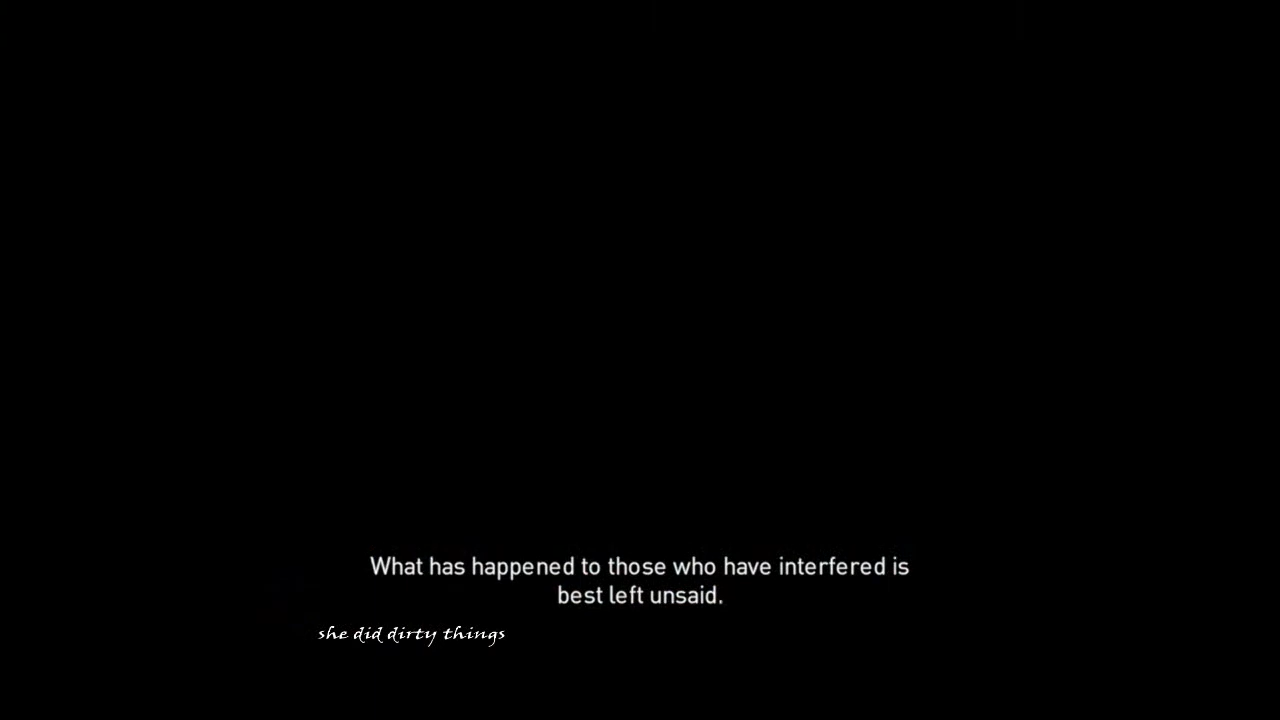 What has happened to those who have interfered is
best left unsaid.
she did dirty things